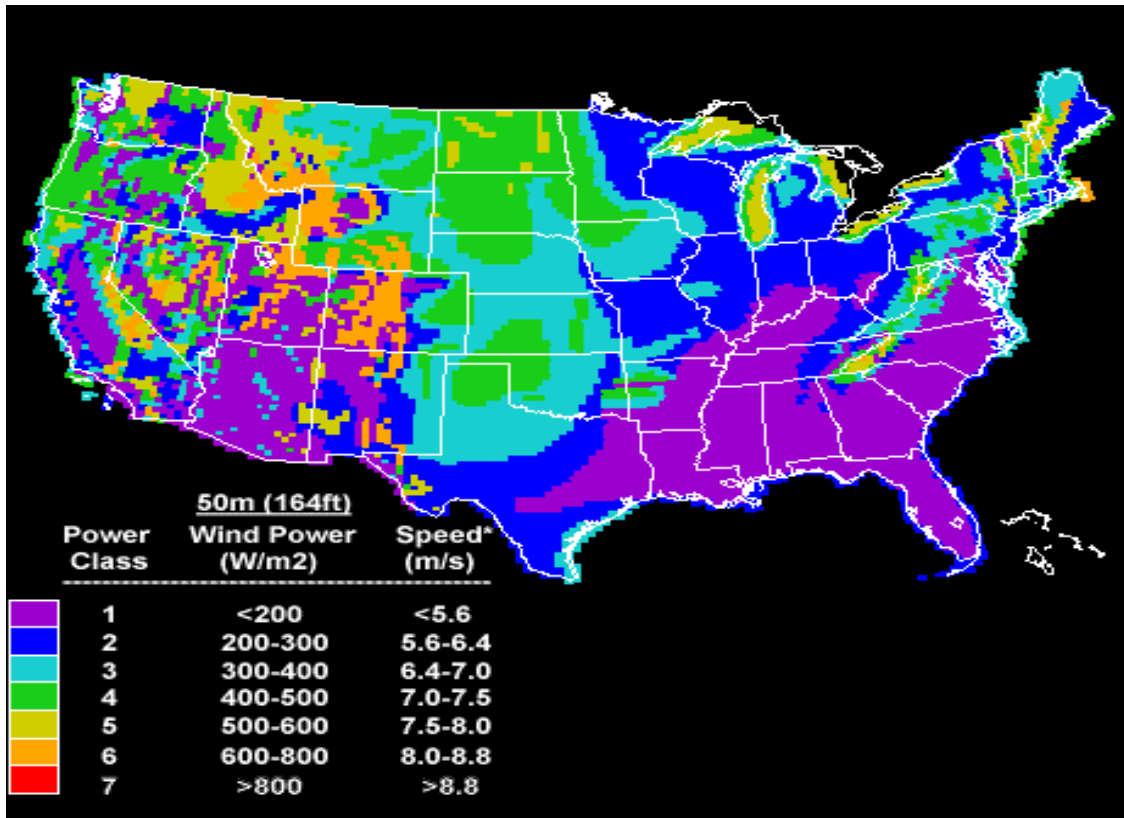 50m (164ft)
Power Wind Power Speed*
Class (W/m2) (m/s)
1 <200 <5.6
2 200-300 5.6-6.4
3 300-400 6.4-7.0
4 400-500 7.0-7.5
5 500-600 7.5-8.0
6 600-800 8.0-8.8
7 >800 >8.8